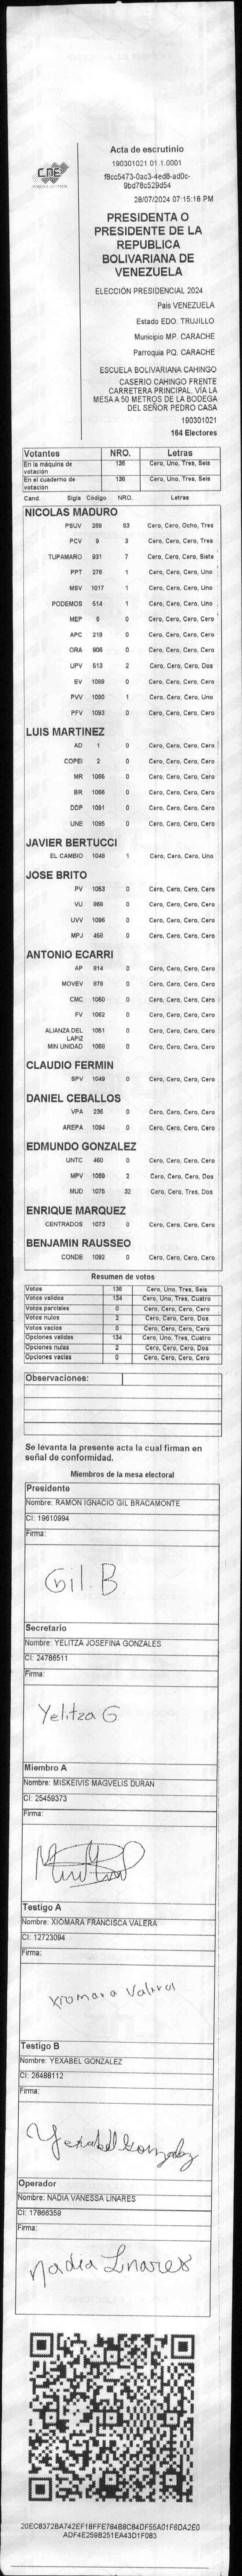 CNE
Acta de escrutinio
190301021.01.1.0001
f8cc5473-0ac3-4ed8-ad0c-
9bd78c529d54
28/07/2024 07:15:18 PM
PRESIDENTA O
PRESIDENTE DE LA
REPUBLICA
BOLIVARIANA DE
VENEZUELA
ELECCIÓN PRESIDENCIAL 2024
País VENEZUELA
Estado EDO. TRUJILLO
Municipio MP. CARACHE
Parroquia PQ. CARACHE
ESCUELA BOLIVARIANA CAHINGO
CASERIO CAHINGO FRENTE
CARRETERA PRINCIPAL. VIA LA
MESA A 50 METROS DE LA BODEGA
DEL SEÑOR PEDRO CASA
190301021
164 Electores
Votantes NRO. Letras
En la máquina de votación 136 Cero, Uno, Tres, Seis
En el cuaderno de votación 136 Cero, Uno, Tres, Seis
Cand. Sigla Código NRO. Letras
NICOLAS MADURO
PSUV 269 83 Cero, Cero, Ocho, Tres
PCV 9 3 Cero, Cero, Cero, Tres
TUPAMARO 931 7 Cero, Cero, Cero, Siete
PPT 276 1 Cero, Cero, Cero, Uno
MSV 1017 1 Cero, Cero, Cero, Uno
PODEMOS 514 1 Cero, Cero, Cero, Uno
MEP 6 0 Cero, Cero, Cero, Cero
APC 219 0 Cero, Cero, Cero, Cero
ORA 906 0 Cero, Cero, Cero, Cero
UPV 513 2 Cero, Cero, Cero, Dos
EV 1089 0 Cero, Cero, Cero, Cero
PVV 1090 1 Cero, Cero, Cero, Uno
PFV 1093 0 Cero, Cero, Cero, Cero
LUIS MARTINEZ
AD 1 0 Cero, Cero, Cero, Cero
COPEI 2 0 Cero, Cero, Cero, Cero
MR 1065 0 Cero, Cero, Cero, Cero
BR 1066 0 Cero, Cero, Cero, Cero
DDP 1091 0 Cero, Cero, Cero, Cero
UNE 1095 0 Cero, Cero, Cero, Cero
JAVIER BERTUCCI
EL CAMBIO 1048 1 Cero, Cero, Cero, Uno
JOSE BRITO
PV 1053 0 Cero, Cero, Cero, Cero
VU 868 0 Cero, Cero, Cero, Cero
UVV 1096 0 Cero, Cero, Cero, Cero
MPJ 458 0 Cero, Cero, Cero, Cero
ANTONIO ECARRI
AP 814 0 Cero, Cero, Cero, Cero
MOVEV 878 0 Cero, Cero, Cero, Cero
CMC 1050 0 Cero, Cero, Cero, Cero
FV 1052 0 Cero, Cero, Cero, Cero
ALIANZA DEL LAPIZ 1051 0 Cero, Cero, Cero, Cero
MIN UNIDAD 1068 0 Cero, Cero, Cero, Cero
CLAUDIO FERMIN
SPV 1049 0 Cero, Cero, Cero, Cero
DANIEL CEBALLOS
VPA 236 0 Cero, Cero, Cero, Cero
AREPA 1094 0 Cero, Cero, Cero, Cero
EDMUNDO GONZALEZ
UNTC 460 0 Cero, Cero, Cero, Cero
MPV 1069 2 Cero, Cero, Cero, Dos
MUD 1075 32 Cero, Cero, Tres, Dos
ENRIQUE MARQUEZ
CENTRADOS 1073 0 Cero, Cero, Cero, Cero
BENJAMIN RAUSSEO
CONDE 1092 0 Cero, Cero, Cero, Cero
Resumen de votos
Votos 136 Cero, Uno, Tres, Seis
Votos validos 134 Cero, Uno, Tres, Cuatro
Votos parciales 0 Cero, Cero, Cero, Cero
Votos nulos 2 Cero, Cero, Cero, Dos
Votos vacios 0 Cero, Cero, Cero, Cero
Opciones validas 134 Cero, Uno, Tres, Cuatro
Opciones nulas 2 Cero, Cero, Cero, Dos
Opciones vacias 0 Cero, Cero, Cero, Cero
Observaciones:
Se levanta la presente acta la cual firman en
señal de conformidad.
Miembros de la mesa electoral
Presidente
Nombre: RAMON IGNACIO GIL BRACAMONTE
CI: 19610994
Firma:
Gil. B
Secretario
Nombre: YELITZA JOSEFINA GONZALES
CI: 24786511
Firma:
Yelitza G
Miembro A
Nombre: MISKEIVIS MAGVELIS DURAN
CI: 25459373
Firma:
Testigo A
Nombre: XIOMARA FRANCISCA VALERA
CI: 12723094
Firma:
Xiomara Valera
Testigo B
Nombre: YEXABEL GONZALEZ
CI: 26488112
Firma:
Yexabel Gonzalez
Operador
Nombre: NADIA VANESSA LINARES
CI: 17866359
Firma:
Nadia Linares
20EC8372BA742EF18FFE784B8C84DF55A01F6DA2E0
ADF4E259B251EA43D1F083